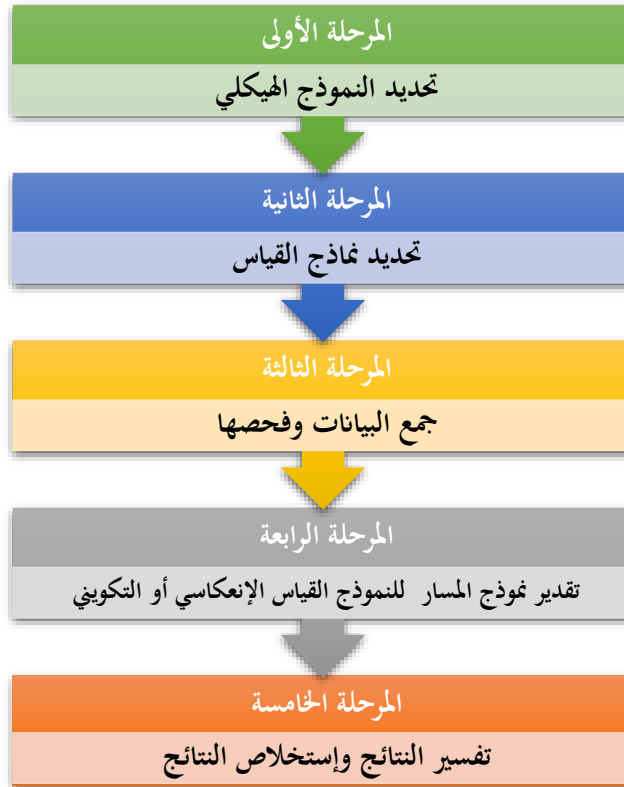 المرحلة الأولى
تحديد النموذج الهيكلي
المرحلة الثانية
تحديد نماذج القياس
المرحلة الثالثة
جمع البيانات وفحصها
المرحلة الرابعة
تقدير نموذج المسار للنموذج القياس الإنعكاسي أو التكويني
المرحلة الخامسة
تفسير النتائج وإستخلاص النتائج